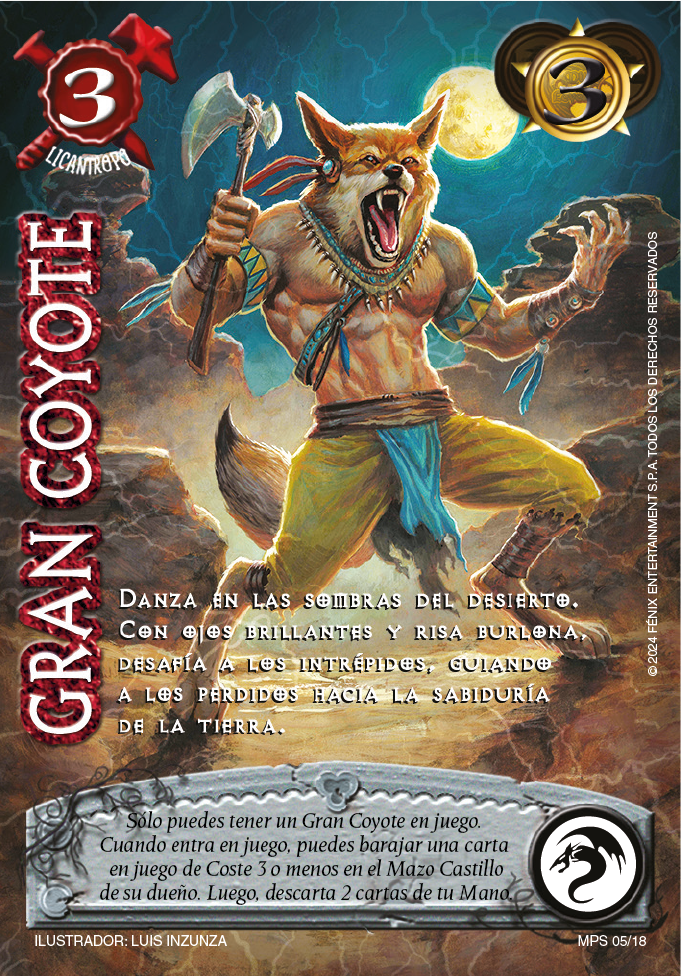 3
LICANTROPO
3
GRAN COYOTE
DANZA EN LAS SOMBRAS DEL DESIERTO.
CON OJOS BRILLANTES Y RISA BURLONA,
DESAFÍA A LOS INTRÉPIDOS, GUIANDO
A LOS PERDIDOS HACIA LA SABIDURÍA
DE LA TIERRA.
Sólo puedes tener un Gran Coyote en juego.
Cuando entra en juego, puedes barajar una carta
en juego de Coste 3 o menos en el Mazo Castillo
de su dueño. Luego, descarta 2 cartas de tu Mano.
© 2024 FÉNIX ENTERTAINMENT S.P.A. TODOS LOS DERECHOS RESERVADOS
ILUSTRADOR: LUIS INZUNZA
MPS 05/18